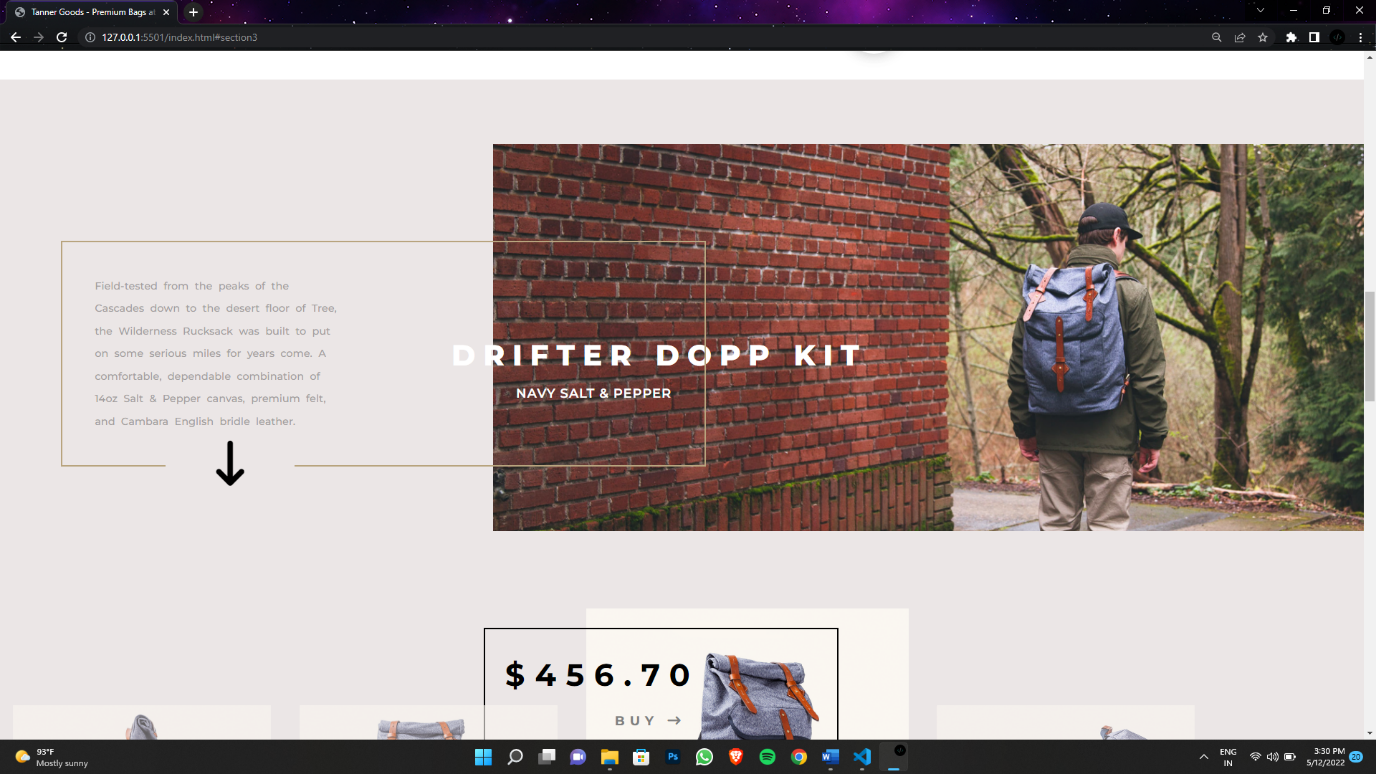 Tanner Goods - Premium Bags a
127.0.0.1:5501/index.html#section3
Field-tested from the peaks of the
Cascades down to the desert floor of Tree,
the Wilderness Rucksack was built to put
on some serious miles for years come. A
comfortable, dependable combination of
14oz Salt & Pepper canvas, premium felt,
and Cambara English bridle leather.
DRIFTER DOPP KIT
NAVY SALT & PEPPER
$456.70
BUY →
93°F
Mostly sunny
Ps
W
ENG
IN
3:30 PM
5/12/2022
20